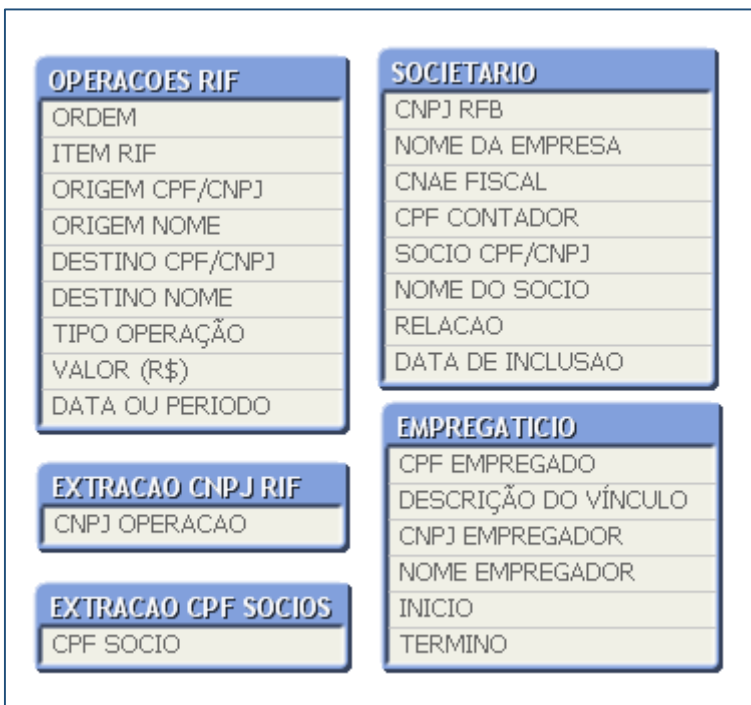 OPERACOES RIF
ORDEM
ITEM RIF
ORIGEM CPF/CNPJ
ORIGEM NOME
DESTINO CPF/CNPJ
DESTINO NOME
TIPO OPERAÇÃO
VALOR (R$)
DATA OU PERIODO
EXTRACAO CNPJ RIF
CNPJ OPERACAO
EXTRACAO CPF SOCIOS
CPF SOCIO
SOCIETARIO
CNPJ RFB
NOME DA EMPRESA
CNAE FISCAL
CPF CONTADOR
SOCIO CPF/CNPJ
NOME DO SOCIO
RELACAO
DATA DE INCLUSAO
EMPREGATICIO
CPF EMPREGADO
DESCRIÇÃO DO VÍNCULO
CNPJ EMPREGADOR
NOME EMPREGADOR
INICIO
TERMINO